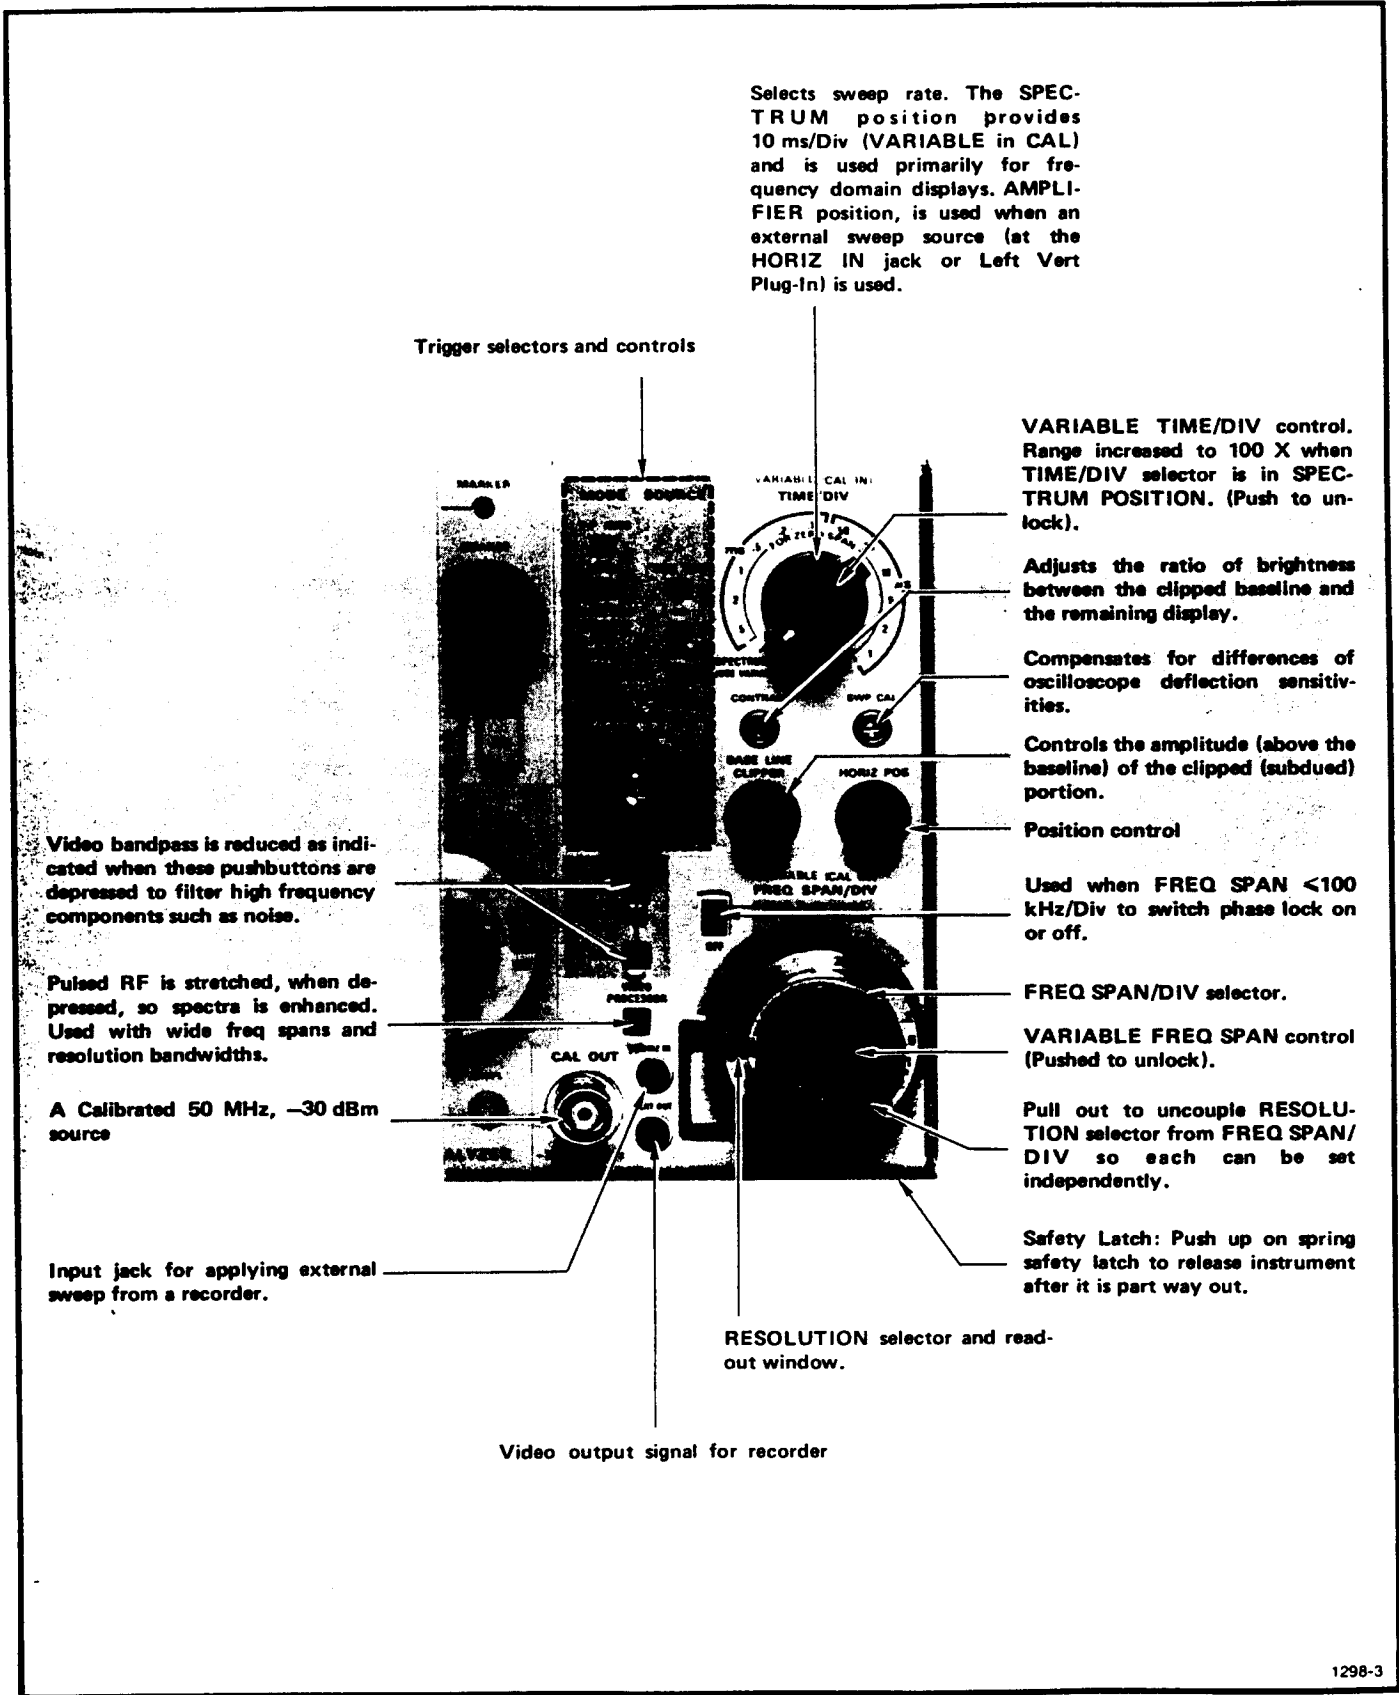 Selects sweep rate. The SPEC-
TRUM position provides
10 ms/Div (VARIABLE in CAL)
and is used primarily for fre-
quency domain displays. AMPLI-
FIER position, is used when an
external sweep source (at the
HORIZ IN jack or Left Vert
Plug-In) is used.
Trigger selectors and controls
VARIABLE TIME/DIV control.
Range increased to 100 X when
TIME/DIV selector is in SPEC-
TRUM POSITION. (Push to un-
lock).
Adjusts the ratio of brightness
between the clipped baseline and
the remaining display.
Compensates for differences of
oscilloscope deflection sensitiv-
ities.
Controls the amplitude (above the
baseline) of the clipped (subdued)
portion.
Position control
Used when FREQ SPAN ≤100
kHz/Div to switch phase lock on
or off.
FREQ SPAN/DIV selector.
VARIABLE FREQ SPAN control
(Pushed to unlock).
Pull out to uncouple RESOLU-
TION selector from FREQ SPAN/
DIV so each can be set
independently.
Safety Latch: Push up on spring
safety latch to release instrument
after it is part way out.
Video bandpass is reduced as indi-
cated when these pushbuttons are
depressed to filter high frequency
components such as noise.
Pulsed RF is stretched, when de-
pressed, so spectra is enhanced.
Used with wide freq spans and
resolution bandwidths.
A Calibrated 50 MHz, –30 dBm
source
Input jack for applying external
sweep from a recorder.
RESOLUTION selector and read-
out window.
Video output signal for recorder
MARKER
MODE SOURCE
VARIABLE CAL IN
TIME/DIV
FOR ZERO SPAN
SWP CAL
BASE LINE
CLIPPER
HORIZ POS
FREQ SPAN/DIV
OFF
VIDEO
PROCESSOR
CAL OUT
1298-3